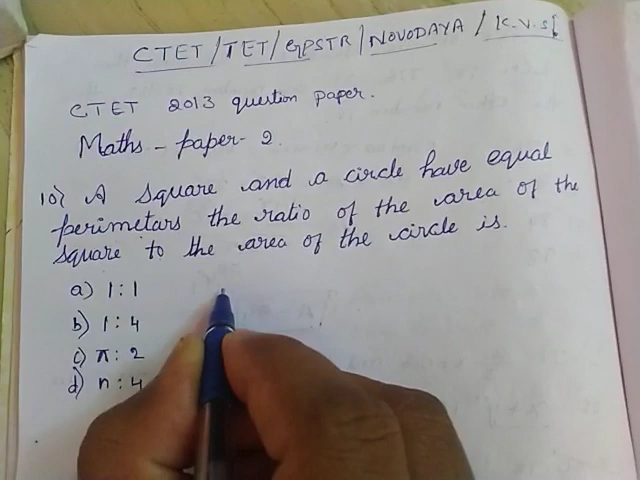 CTET/TET/GPSTR/NOVODAYA/K.V.S
CTET 2013 question paper.
Maths - paper - 2.
10) A square and a circle have equal
perimetars the ratio of the area of the
square to the area of the circle is.
a) 1:1
b) 1:4
c) π:2
d) n:4